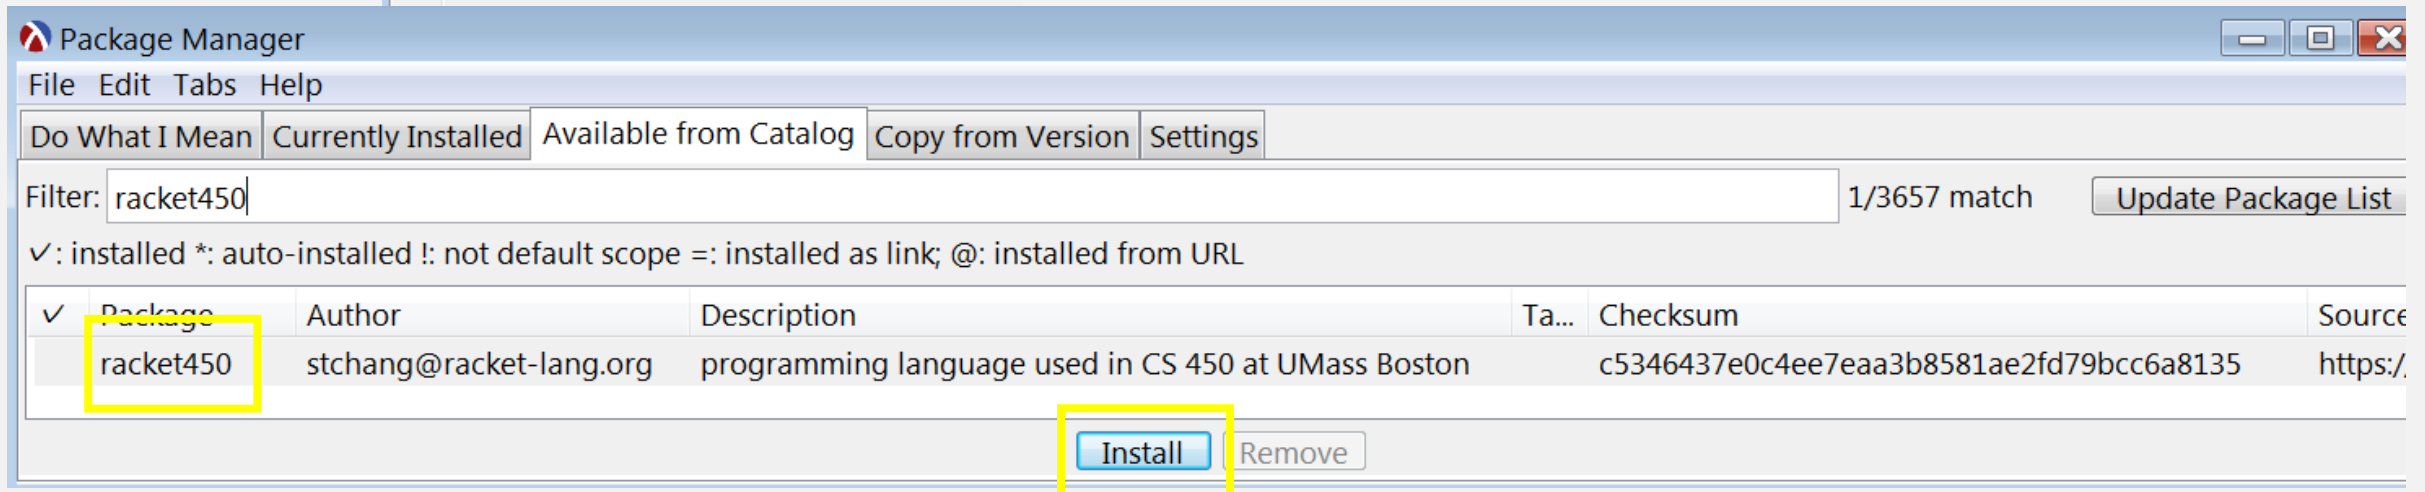 Package Manager
File Edit Tabs Help
Do What I Mean Currently Installed Available from Catalog Copy from Version Settings
Filter: racket450 1/3657 match Update Package List
✓: installed *: auto-installed !: not default scope =: installed as link; @: installed from URL
✓ Package Author Description Ta... Checksum Source
racket450 stchang@racket-lang.org programming language used in CS 450 at UMass Boston c5346437e0c4ee7eaa3b8581ae2fd79bcc6a8135 https:/
Install Remove